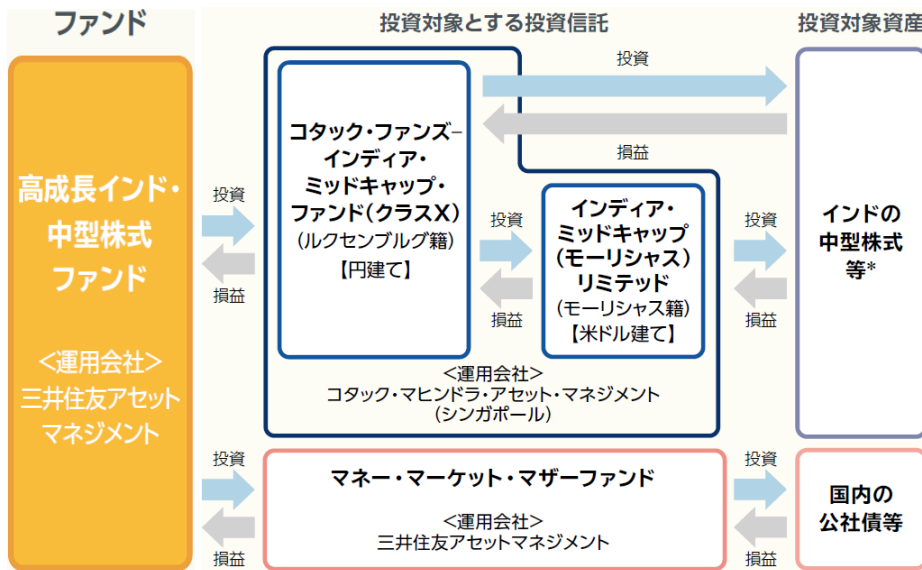 ファンド
投資対象とする投資信託
投資対象資産
高成長インド・
中型株式
ファンド
<運用会社>
三井住友アセット
マネジメント
投資
損益
コタック・ファンズ−
インディア・
ミッドキャップ・
ファンド(クラスX)
(ルクセンブルグ籍)
【円建て】
投資
損益
投資
損益
インディア・
ミッドキャップ
(モーリシャス)
リミテッド
(モーリシャス籍)
【米ドル建て】
<運用会社>
コタック・マヒンドラ・アセット・マネジメント
(シンガポール)
投資
損益
インドの
中型株式
等*
投資
損益
マネー・マーケット・マザーファンド
<運用会社>
三井住友アセットマネジメント
投資
損益
国内の
公社債等